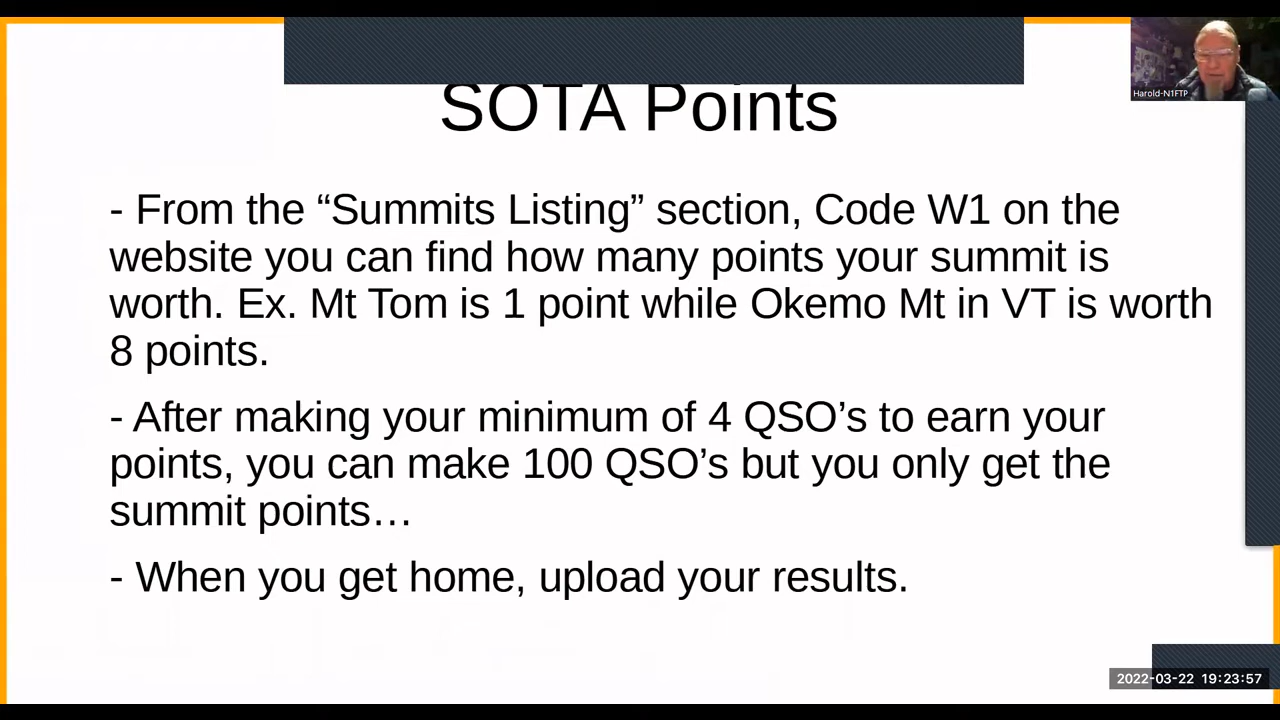 Harold-N1FTP
SOTA Points
- From the “Summits Listing” section, Code W1 on the
website you can find how many points your summit is
worth. Ex. Mt Tom is 1 point while Okemo Mt in VT is worth
8 points.
- After making your minimum of 4 QSO’s to earn your
points, you can make 100 QSO’s but you only get the
summit points…
- When you get home, upload your results.
2022-03-22 19:23:57